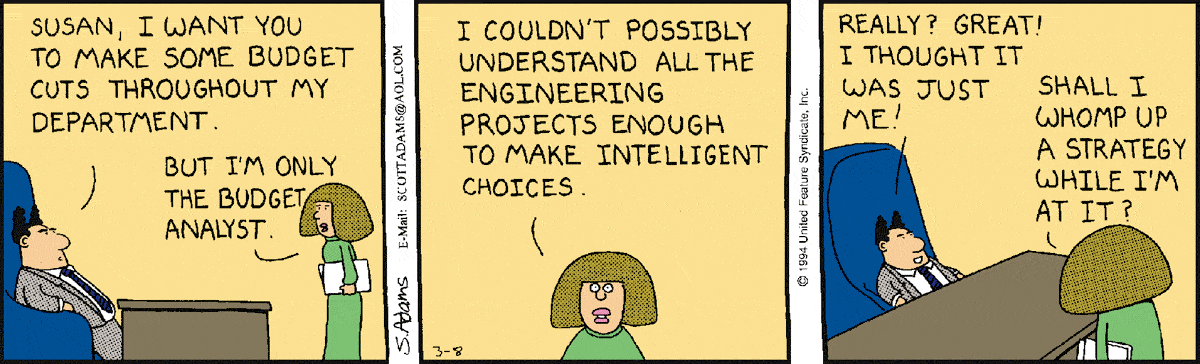 SUSAN, I WANT YOU
TO MAKE SOME BUDGET
CUTS THROUGHOUT MY
DEPARTMENT.
BUT I'M ONLY
THE BUDGET
ANALYST.
S.Adams
E-Mail: SCOTTADAMS@AOL.COM
I COULDN'T POSSIBLY
UNDERSTAND ALL THE
ENGINEERING
PROJECTS ENOUGH
TO MAKE INTELLIGENT
CHOICES.
3-8
© 1994 United Feature Syndicate, Inc.
REALLY? GREAT!
I THOUGHT IT
WAS JUST
ME!
SHALL I
WHOMP UP
A STRATEGY
WHILE I'M
AT IT?